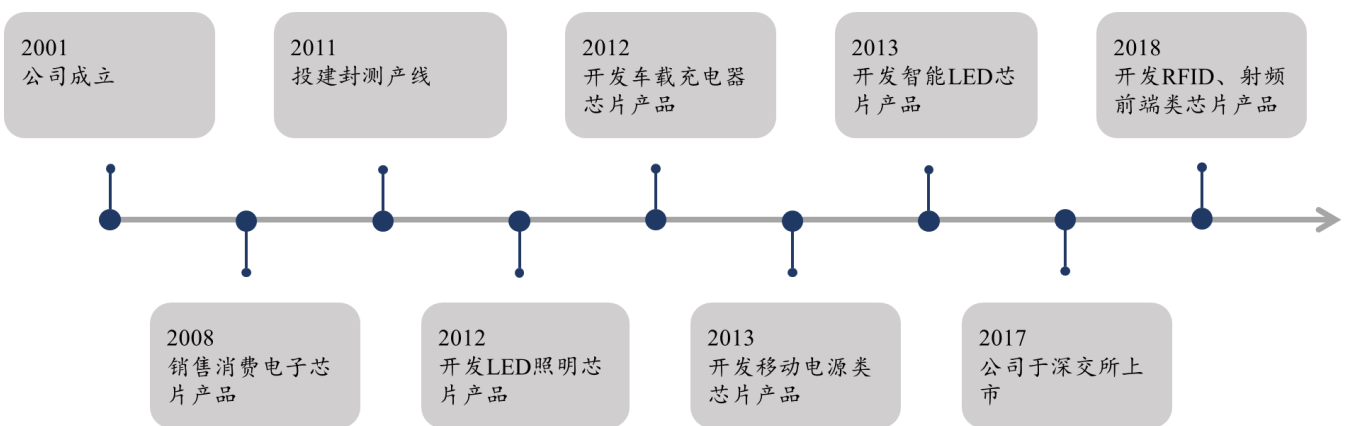 2001
公司成立
2011
投建封测产线
2012
开发车载充电器
芯片产品
2013
开发智能LED芯
片产品
2018
开发RFID、射频
前端类芯片产品
2008
销售消费电子芯
片产品
2012
开发LED照明芯
片产品
2013
开发移动电源类
芯片产品
2017
公司于深交所上
市